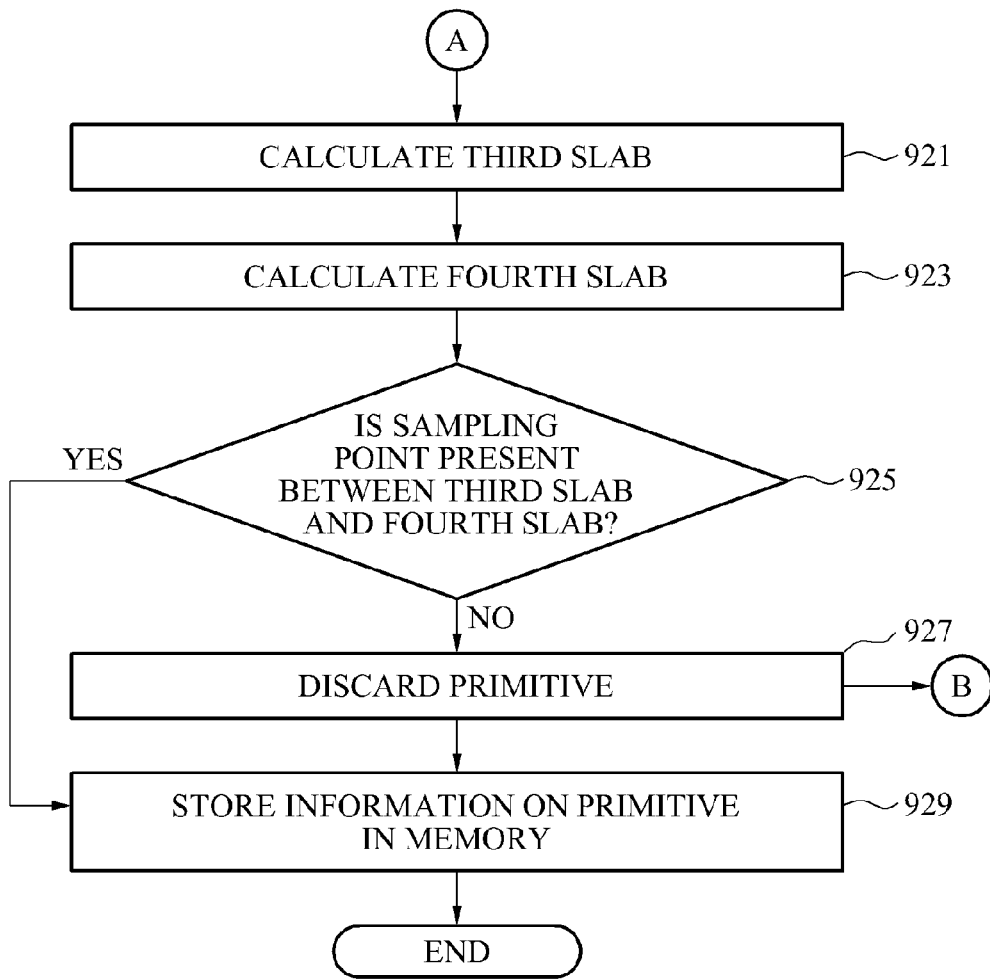 A
CALCULATE THIRD SLAB
921
CALCULATE FOURTH SLAB
923
IS SAMPLING
POINT PRESENT
BETWEEN THIRD SLAB
AND FOURTH SLAB?
YES
925
NO
927
DISCARD PRIMITIVE
B
STORE INFORMATION ON PRIMITIVE
IN MEMORY
929
END